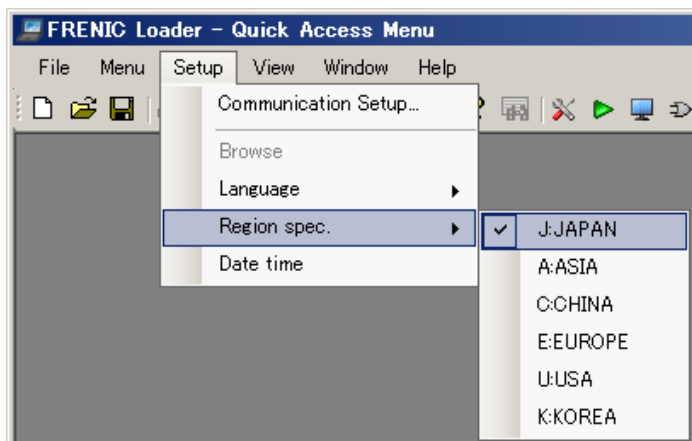 FRENIC Loader - Quick Access Menu
File Menu Setup View Window Help
Communication Setup...
Browse
Language
Region spec.
Date time
J:JAPAN
A:ASIA
C:CHINA
E:EUROPE
U:USA
K:KOREA